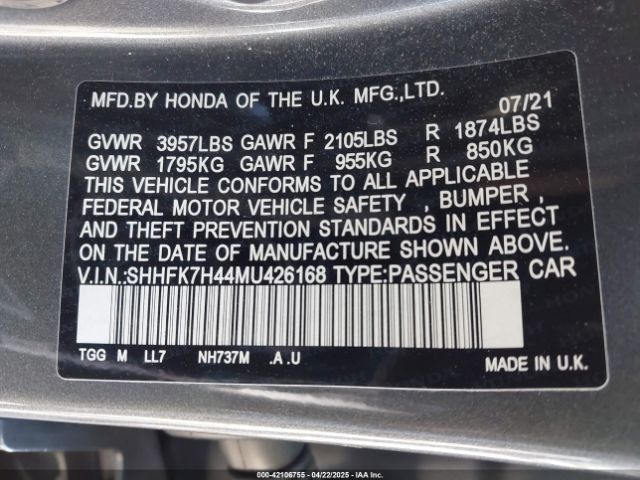 MFD.BY HONDA OF THE U.K. MFG.,LTD. 07/21
GVWR 3957LBS GAWR F 2105LBS R 1874LBS
GVWR 1795KG GAWR F 955KG R 850KG
THIS VEHICLE CONFORMS TO ALL APPLICABLE
FEDERAL MOTOR VEHICLE SAFETY , BUMPER ,
AND THEFT PREVENTION STANDARDS IN EFFECT
ON THE DATE OF MANUFACTURE SHOWN ABOVE.
V.I.N.:SHHFK7H44MU426168 TYPE:PASSENGER CAR
TGG M LL7 NH737M .A .U MADE IN U.K.
000-42106755 - 04/22/2025 - IAA Inc.